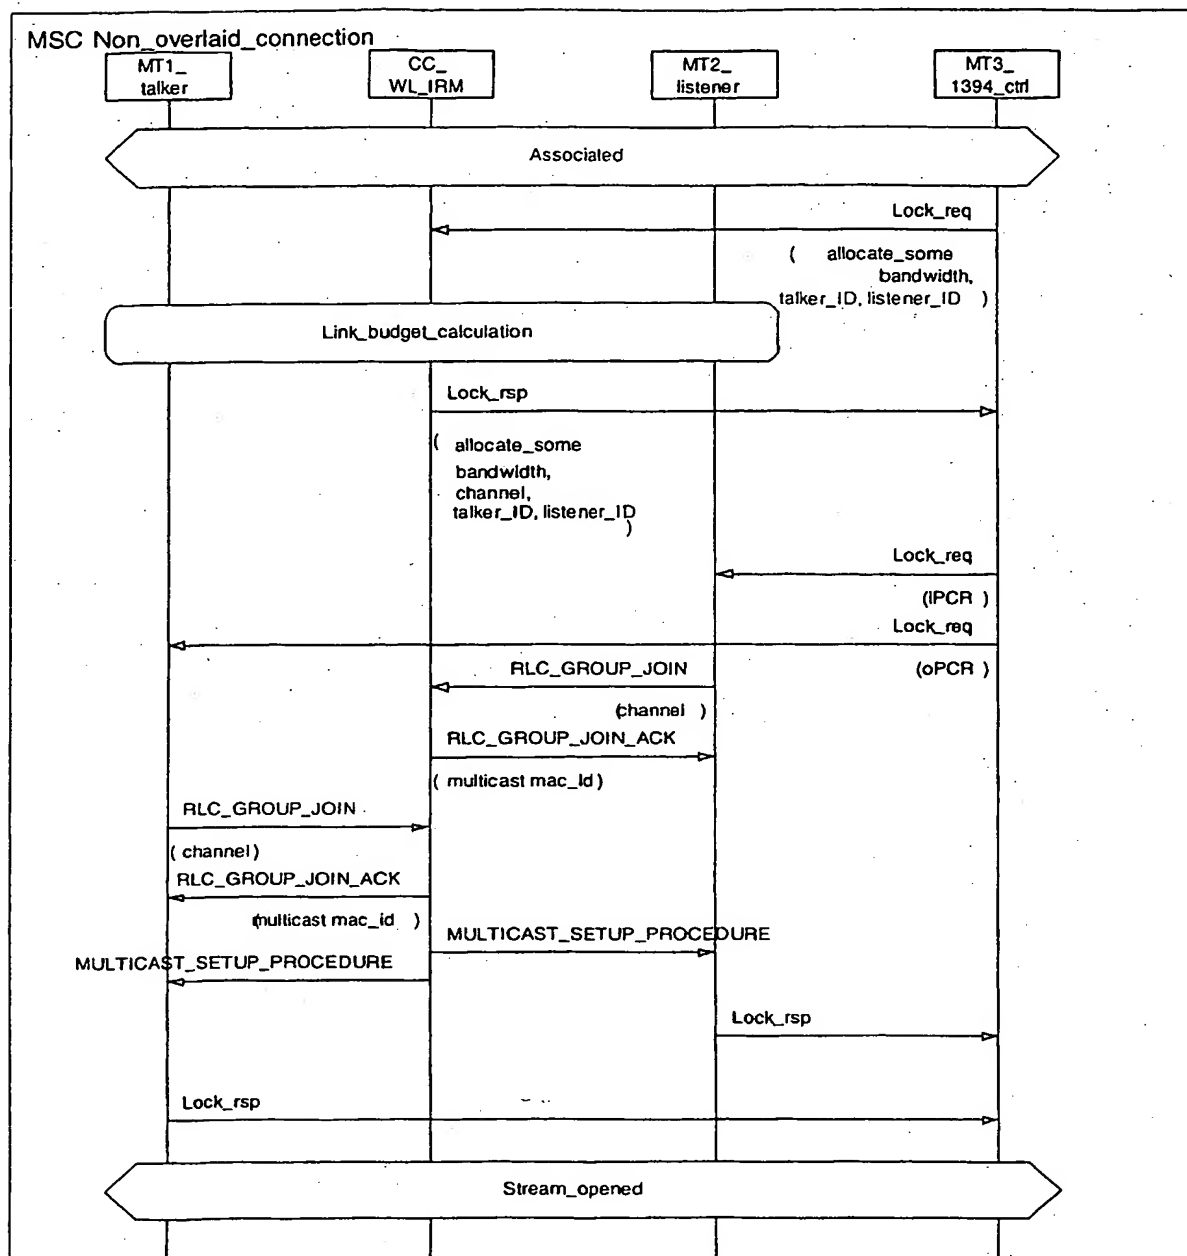 MSC Non_overlaid_connection
MT1_
talker
CC_
WL_IRM
MT2_
listener
MT3_
1394_ctrl
Associated
Lock_req
( allocate_some
bandwidth,
talker_ID, listener_ID )
Link_budget_calculation
Lock_rsp
( allocate_some
bandwidth,
channel,
talker_ID, listener_ID
)
Lock_req
(iPCR )
Lock_req
(oPCR )
RLC_GROUP_JOIN
(channel )
RLC_GROUP_JOIN_ACK
( multicast mac_id )
RLC_GROUP_JOIN
( channel )
RLC_GROUP_JOIN_ACK
(multicast mac_id )
MULTICAST_SETUP_PROCEDURE
MULTICAST_SETUP_PROCEDURE
Lock_rsp
Lock_rsp
Stream_opened